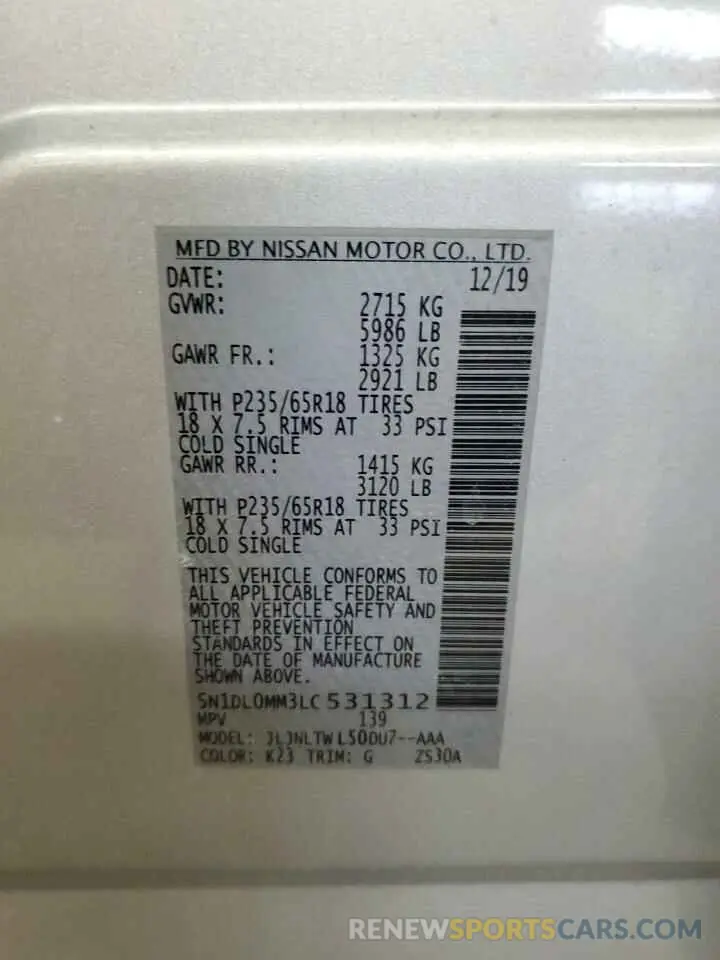 MFD BY NISSAN MOTOR CO., LTD.
DATE: 12/19
GVWR: 2715 KG
5986 LB
GAWR FR.: 1325 KG
2921 LB
WITH P235/65R18 TIRES
18 X 7.5 RIMS AT 33 PSI
COLD SINGLE
GAWR RR.: 1415 KG
3120 LB
WITH P235/65R18 TIRES
18 X 7.5 RIMS AT 33 PSI
COLD SINGLE
THIS VEHICLE CONFORMS TO
ALL APPLICABLE FEDERAL
MOTOR VEHICLE SAFETY AND
THEFT PREVENTION
STANDARDS IN EFFECT ON
THE DATE OF MANUFACTURE
SHOWN ABOVE.
5N1DL0MM3LC531312
MPV 139
MODEL: JLJNLTWL50DU7--AAA
COLOR: K23 TRIM: G ZS30A
RENEWSPORTSCARS.COM